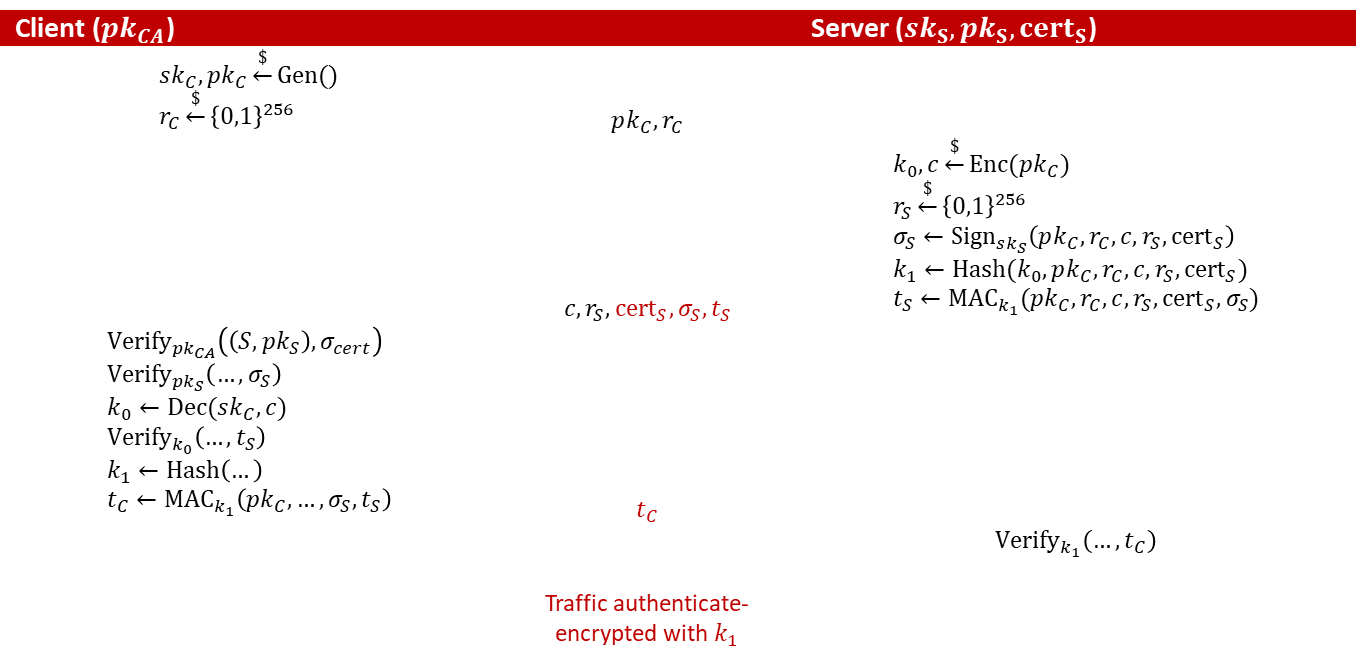 Client (pk_CA) Server (sk_S, pk_S, cert_S)
sk_C, pk_C ←$ Gen()
r_C ←$ {0,1}^256
pk_C, r_C
k_0, c ←$ Enc(pk_C)
r_S ←$ {0,1}^256
σ_S ← Sign_{sk_S}(pk_C, r_C, c, r_S, cert_S)
k_1 ← Hash(k_0, pk_C, r_C, c, r_S, cert_S)
t_S ← MAC_{k_1}(pk_C, r_C, c, r_S, cert_S, σ_S)
c, r_S, cert_S, σ_S, t_S
Verify_{pk_CA}((S, pk_S), σ_cert)
Verify_{pk_S}(…, σ_S)
k_0 ← Dec(sk_C, c)
Verify_{k_0}(…, t_S)
k_1 ← Hash(…)
t_C ← MAC_{k_1}(pk_C, …, σ_S, t_S)
t_C
Verify_{k_1}(…, t_C)
Traffic authenticate-
encrypted with k_1